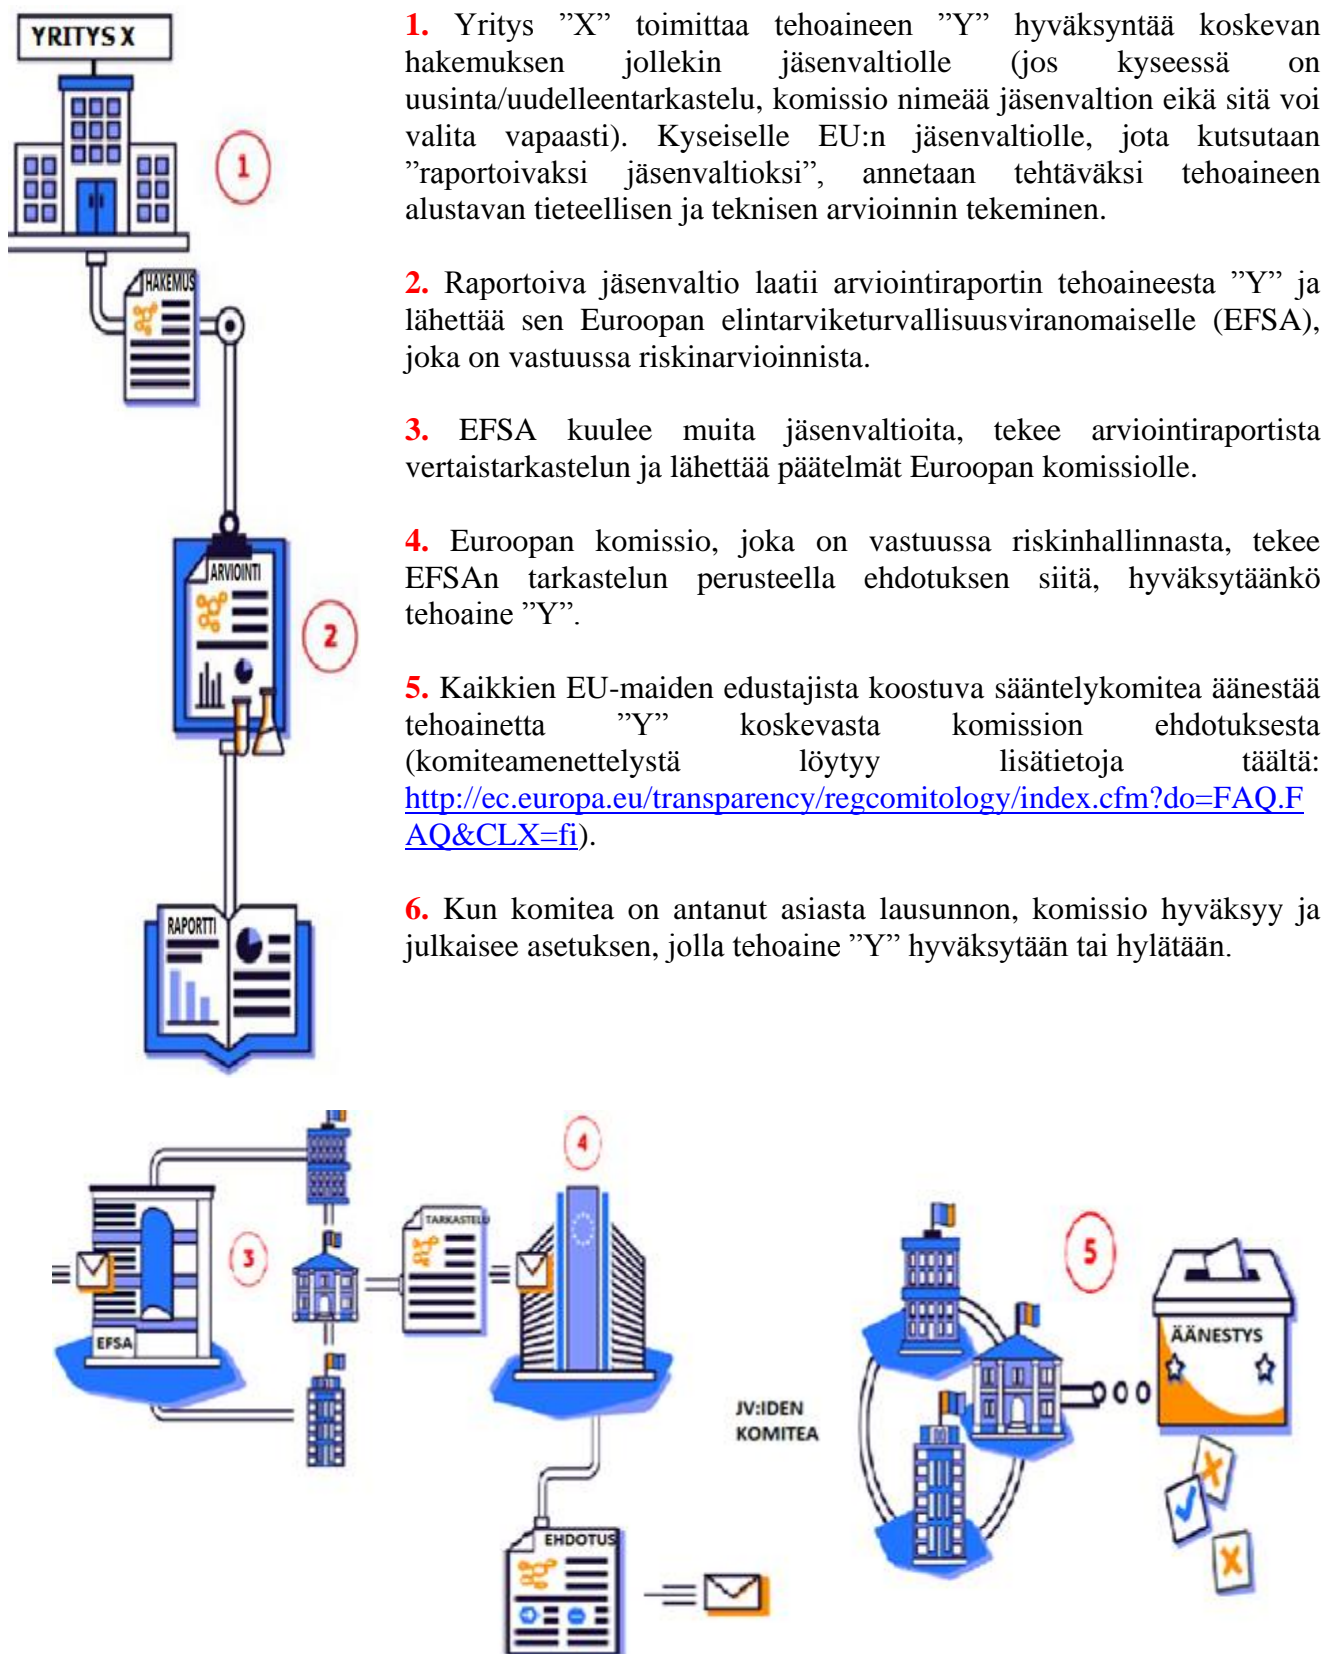 YRITYS X
1
HAKEMUS
ARVIOINTI
2
RAPORTTI
1. Yritys ”X” toimittaa tehoaineen ”Y” hyväksyntää koskevan
hakemuksen jollekin jäsenvaltiolle (jos kyseessä on
uusinta/uudelleentarkastelu, komissio nimeää jäsenvaltion eikä sitä voi
valita vapaasti). Kyseiselle EU:n jäsenvaltiolle, jota kutsutaan
”raportoivaksi jäsenvaltioksi”, annetaan tehtäväksi tehoaineen
alustavan tieteellisen ja teknisen arvioinnin tekeminen.
2. Raportoiva jäsenvaltio laatii arviointiraportin tehoaineesta ”Y” ja
lähettää sen Euroopan elintarviketurvallisuusviranomaiselle (EFSA),
joka on vastuussa riskinarvioinnista.
3. EFSA kuulee muita jäsenvaltioita, tekee arviointiraportista
vertaistarkastelun ja lähettää päätelmät Euroopan komissiolle.
4. Euroopan komissio, joka on vastuussa riskinhallinnasta, tekee
EFSAn tarkastelun perusteella ehdotuksen siitä, hyväksytäänkö
tehoaine ”Y”.
5. Kaikkien EU-maiden edustajista koostuva sääntelykomitea äänestää
tehoainetta ”Y” koskevasta komission ehdotuksesta
(komiteamenettelystä löytyy lisätietoja täältä:
http://ec.europa.eu/transparency/regcomitology/index.cfm?do=FAQ.F
AQ&CLX=fi).
6. Kun komitea on antanut asiasta lausunnon, komissio hyväksyy ja
julkaisee asetuksen, jolla tehoaine ”Y” hyväksytään tai hylätään.
EFSA
3
TARKASTELU
4
EHDOTUS
JV:IDEN
KOMITEA
5
ÄÄNESTYS